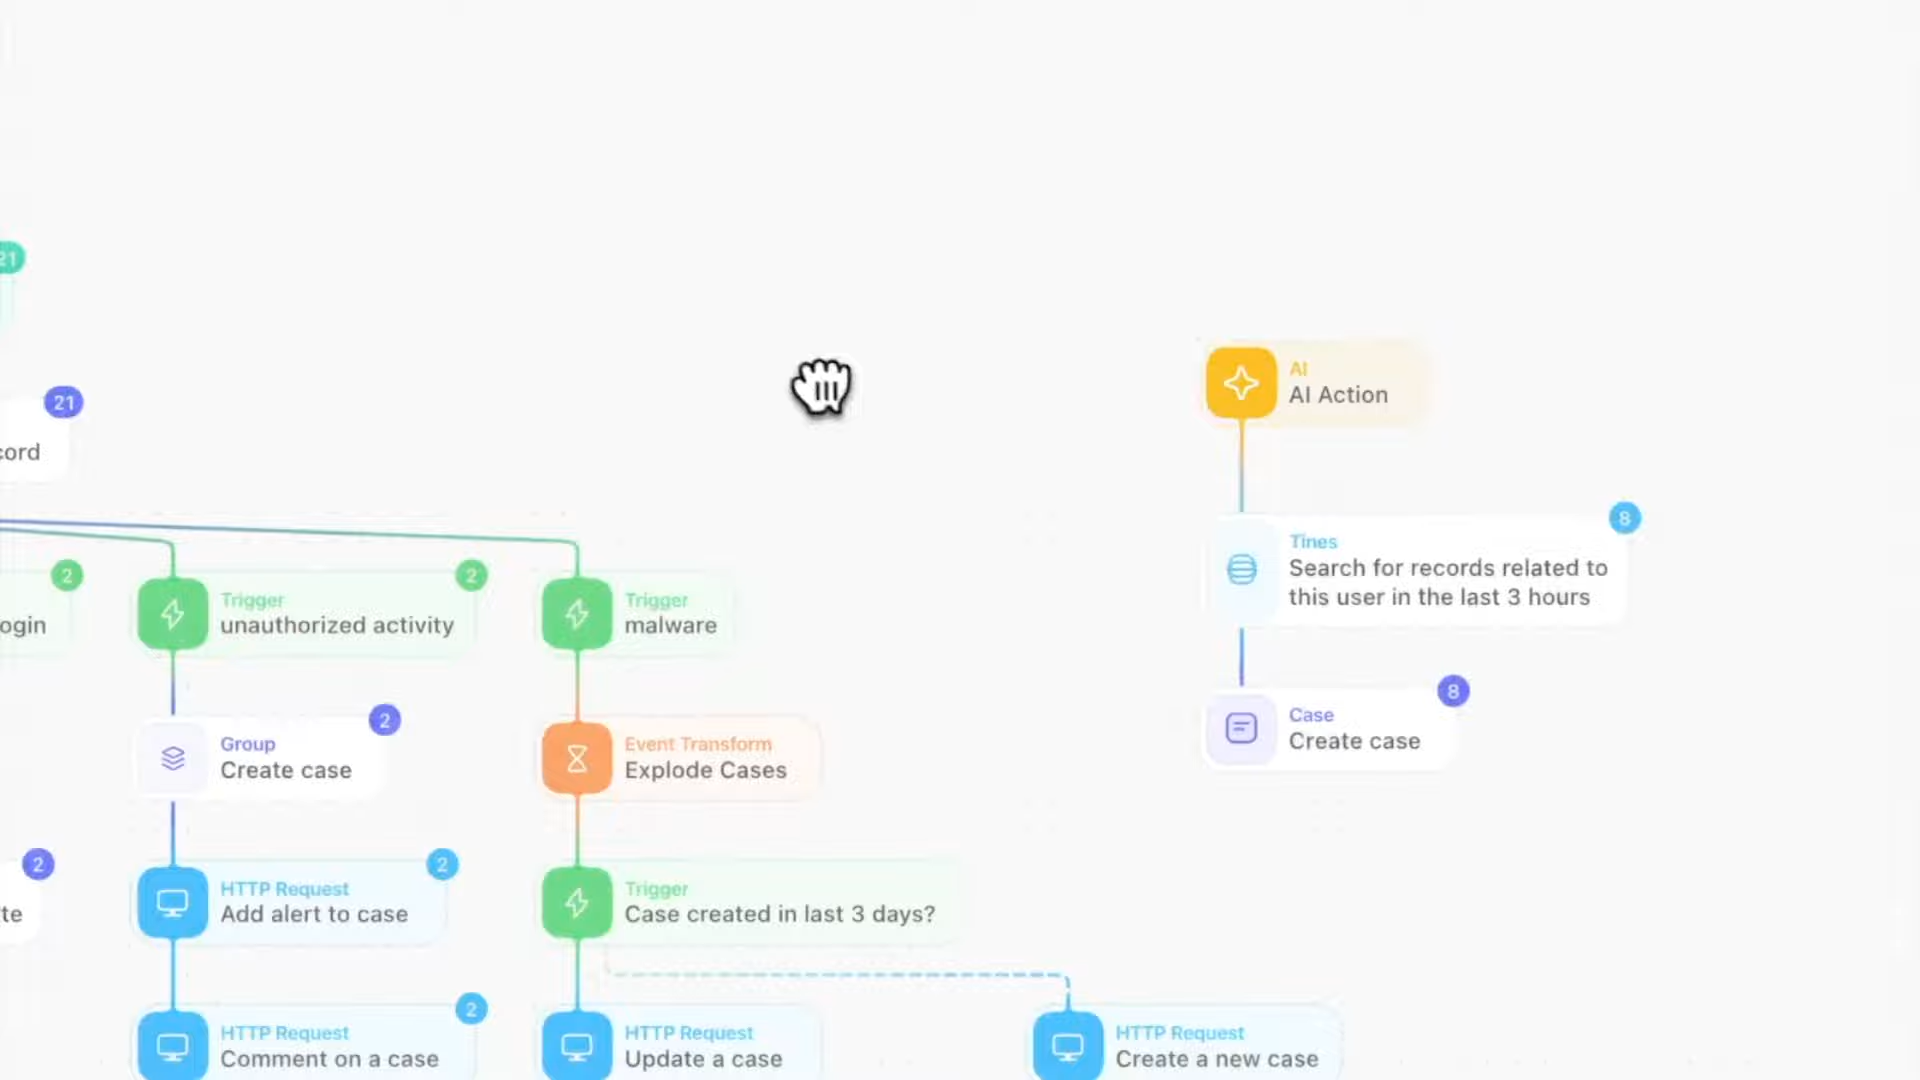 21
21
cord
AI
AI Action
8
Tines
Search for records related to
this user in the last 3 hours
2
ogin
2
Trigger
unauthorized activity
Trigger
malware
8
Case
Create case
2
Group
Create case
Event Transform
Explode Cases
2
te
2
HTTP Request
Add alert to case
Trigger
Case created in last 3 days?
2
HTTP Request
Comment on a case
HTTP Request
Update a case
HTTP Request
Create a new case